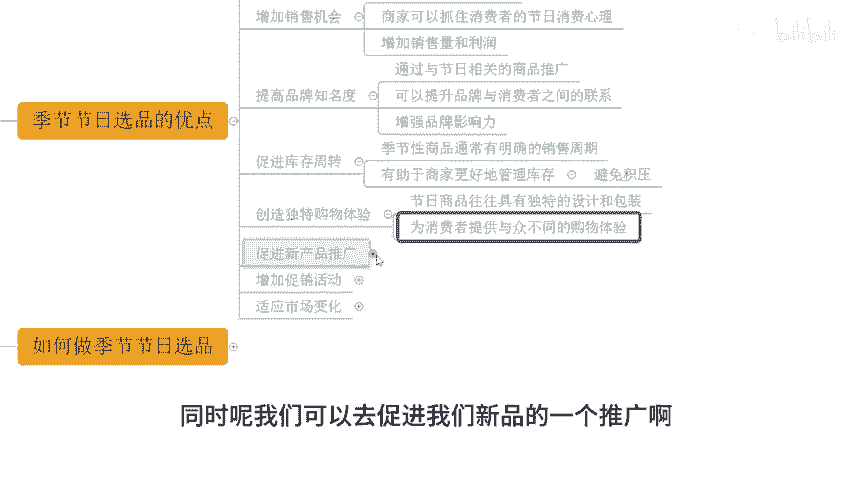 增加销售机会
商家可以抓住消费者的节日消费心理
增加销售量和利润
通过与节日相关的商品推广
提高品牌知名度
可以提升品牌与消费者之间的联系
增强品牌影响力
季节节日选品的优点
季节性商品通常有明确的销售周期
促进库存周转
有助于商家更好地管理库存
避免积压
节日商品往往具有独特的设计和包装
创造独特购物体验
为消费者提供与众不同的购物体验
促进新产品推广
增加促销活动
适应市场变化
如何做季节节日选品
同时呢我们可以去促进我们新品的一个推广啊